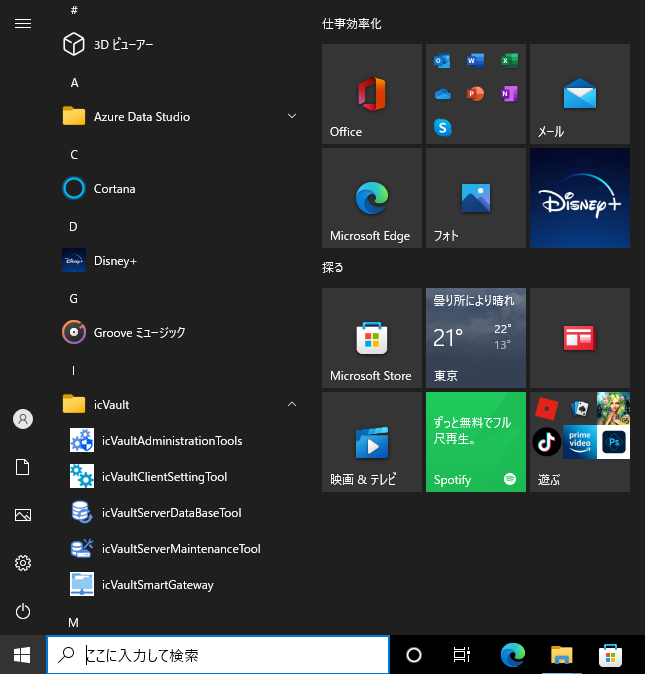 #
3D ビューアー
A
Azure Data Studio
C
Cortana
D
Disney+
Disney+
G
Groove ミュージック
I
icVault
icVaultAdministrationTools
icVaultClientSettingTool
icVaultServerDataBaseTool
icVaultServerMaintenanceTool
icVaultSmartGateway
M
仕事効率化
Office
メール
Microsoft Edge
フォト
Disney+
探る
Microsoft Store
曇り所により晴れ
21° 22°
13°
東京
映画 & テレビ
ずっと無料でフル
尺再生。
Spotify
prime
video
Ps
遊ぶ
ここに入力して検索